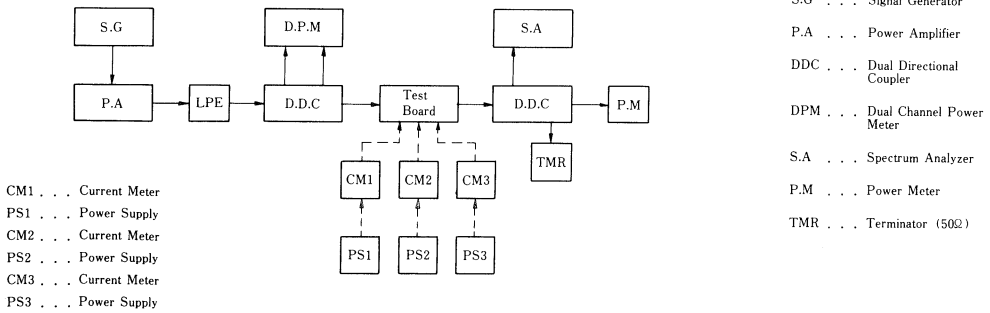 S.G
D.P.M
S.A
P.A
LPE
D.D.C
Test
Board
D.D.C
P.M
TMR
CM1
CM2
CM3
PS1
PS2
PS3
CM1 . . . Current Meter
PS1 . . . Power Supply
CM2 . . . Current Meter
PS2 . . . Power Supply
CM3 . . . Current Meter
PS3 . . . Power Supply
S.G . . . Signal Generator
P.A . . . Power Amplifier
DDC . . . Dual Directional
Coupler
DPM . . . Dual Channel Power
Meter
S.A . . . Spectrum Analyzer
P.M . . . Power Meter
TMR . . . Terminator (50Ω)